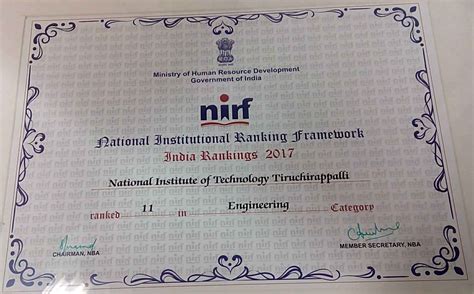 Ministry of Human Resource Development
Government of India
nirf
National Institutional Ranking Framework
India Rankings 2017
National Institute of Technology Tiruchirappalli
ranked 11 in Engineering Category
CHAIRMAN, NBA
MEMBER SECRETARY, NBA